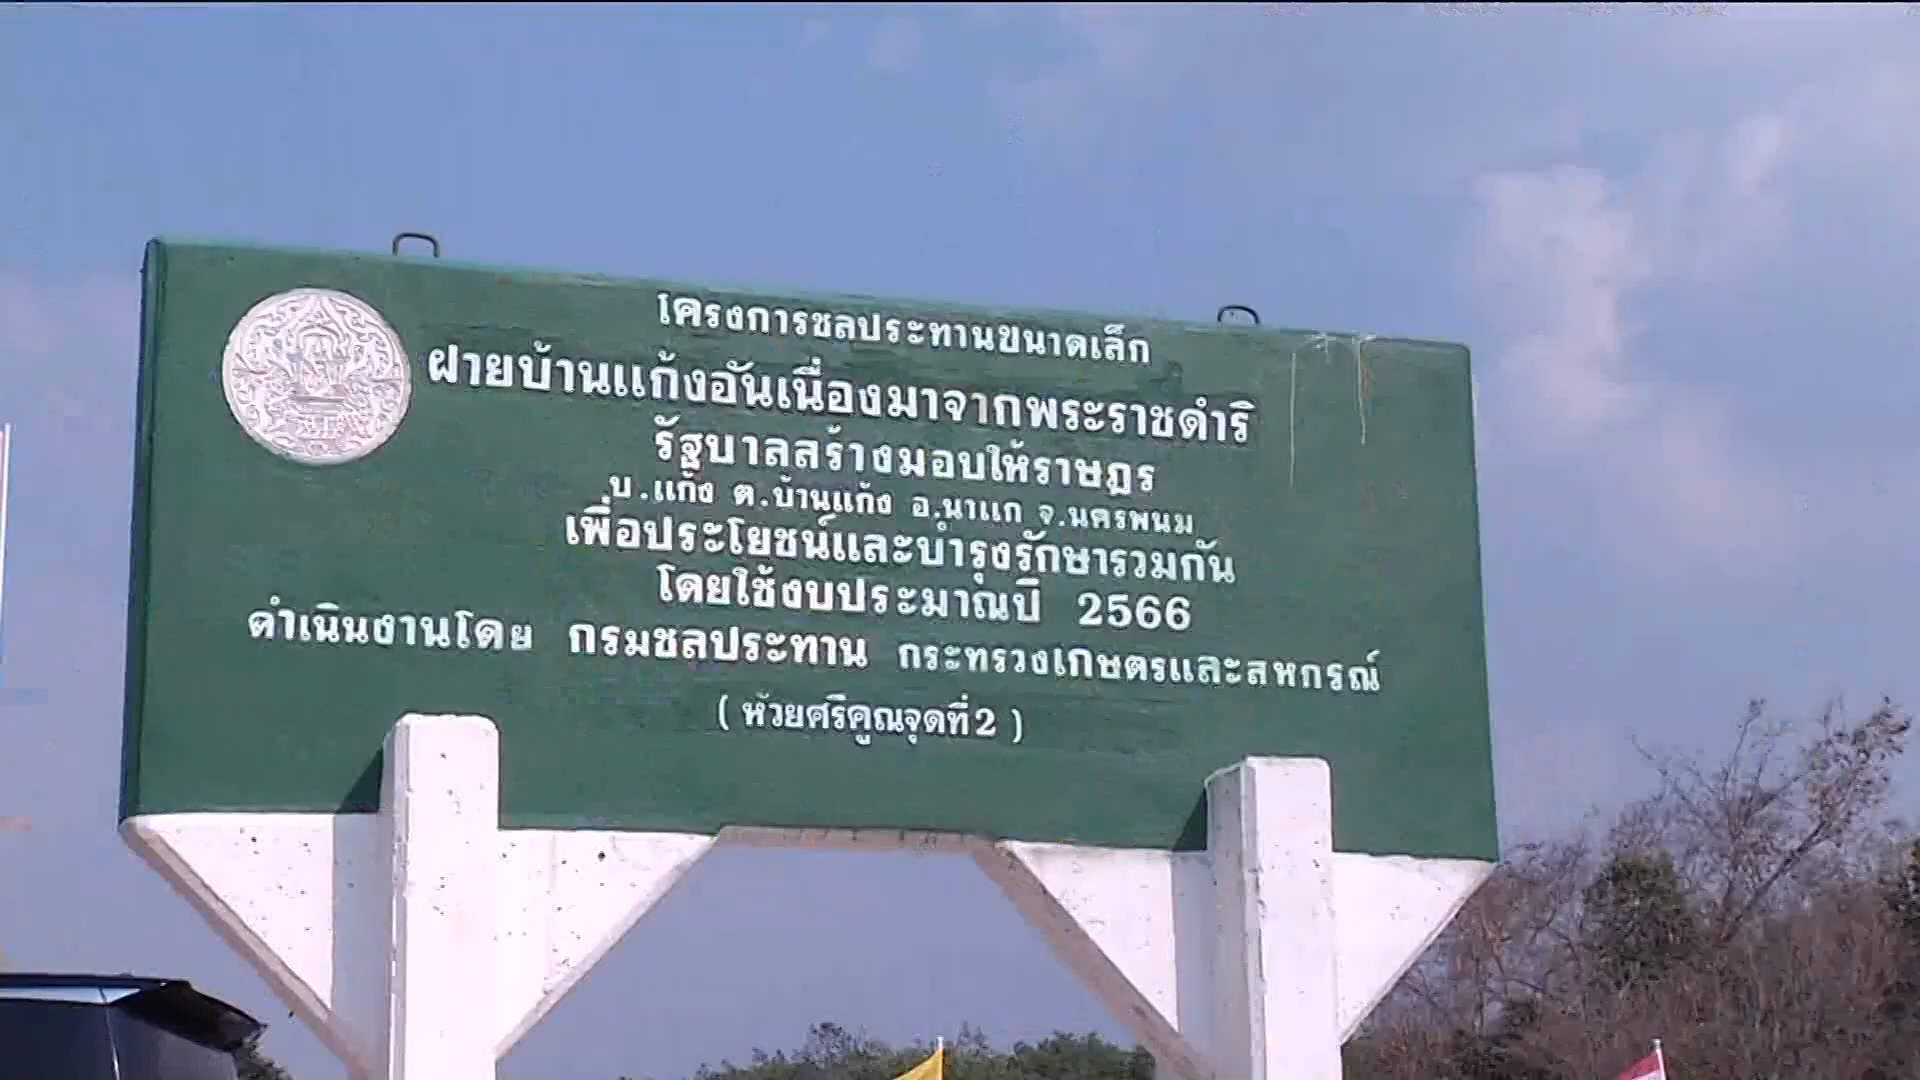 โครงการชลประทานขนาดเล็ก
ฝายบ้านแก้งอันเนื่องมาจากพระราชดำริ
รัฐบาลสร้างมอบให้ราษฎร
บ.แก้ง ต.บ้านแก้ง อ.นาแก จ.นครพนม
เพื่อประโยชน์และบำรุงรักษารวมกัน
โดยใช้งบประมาณปี 2566
ดำเนินงานโดย กรมชลประทาน กระทรวงเกษตรและสหกรณ์
( ห้วยศรีคูณจุดที่ 2 )